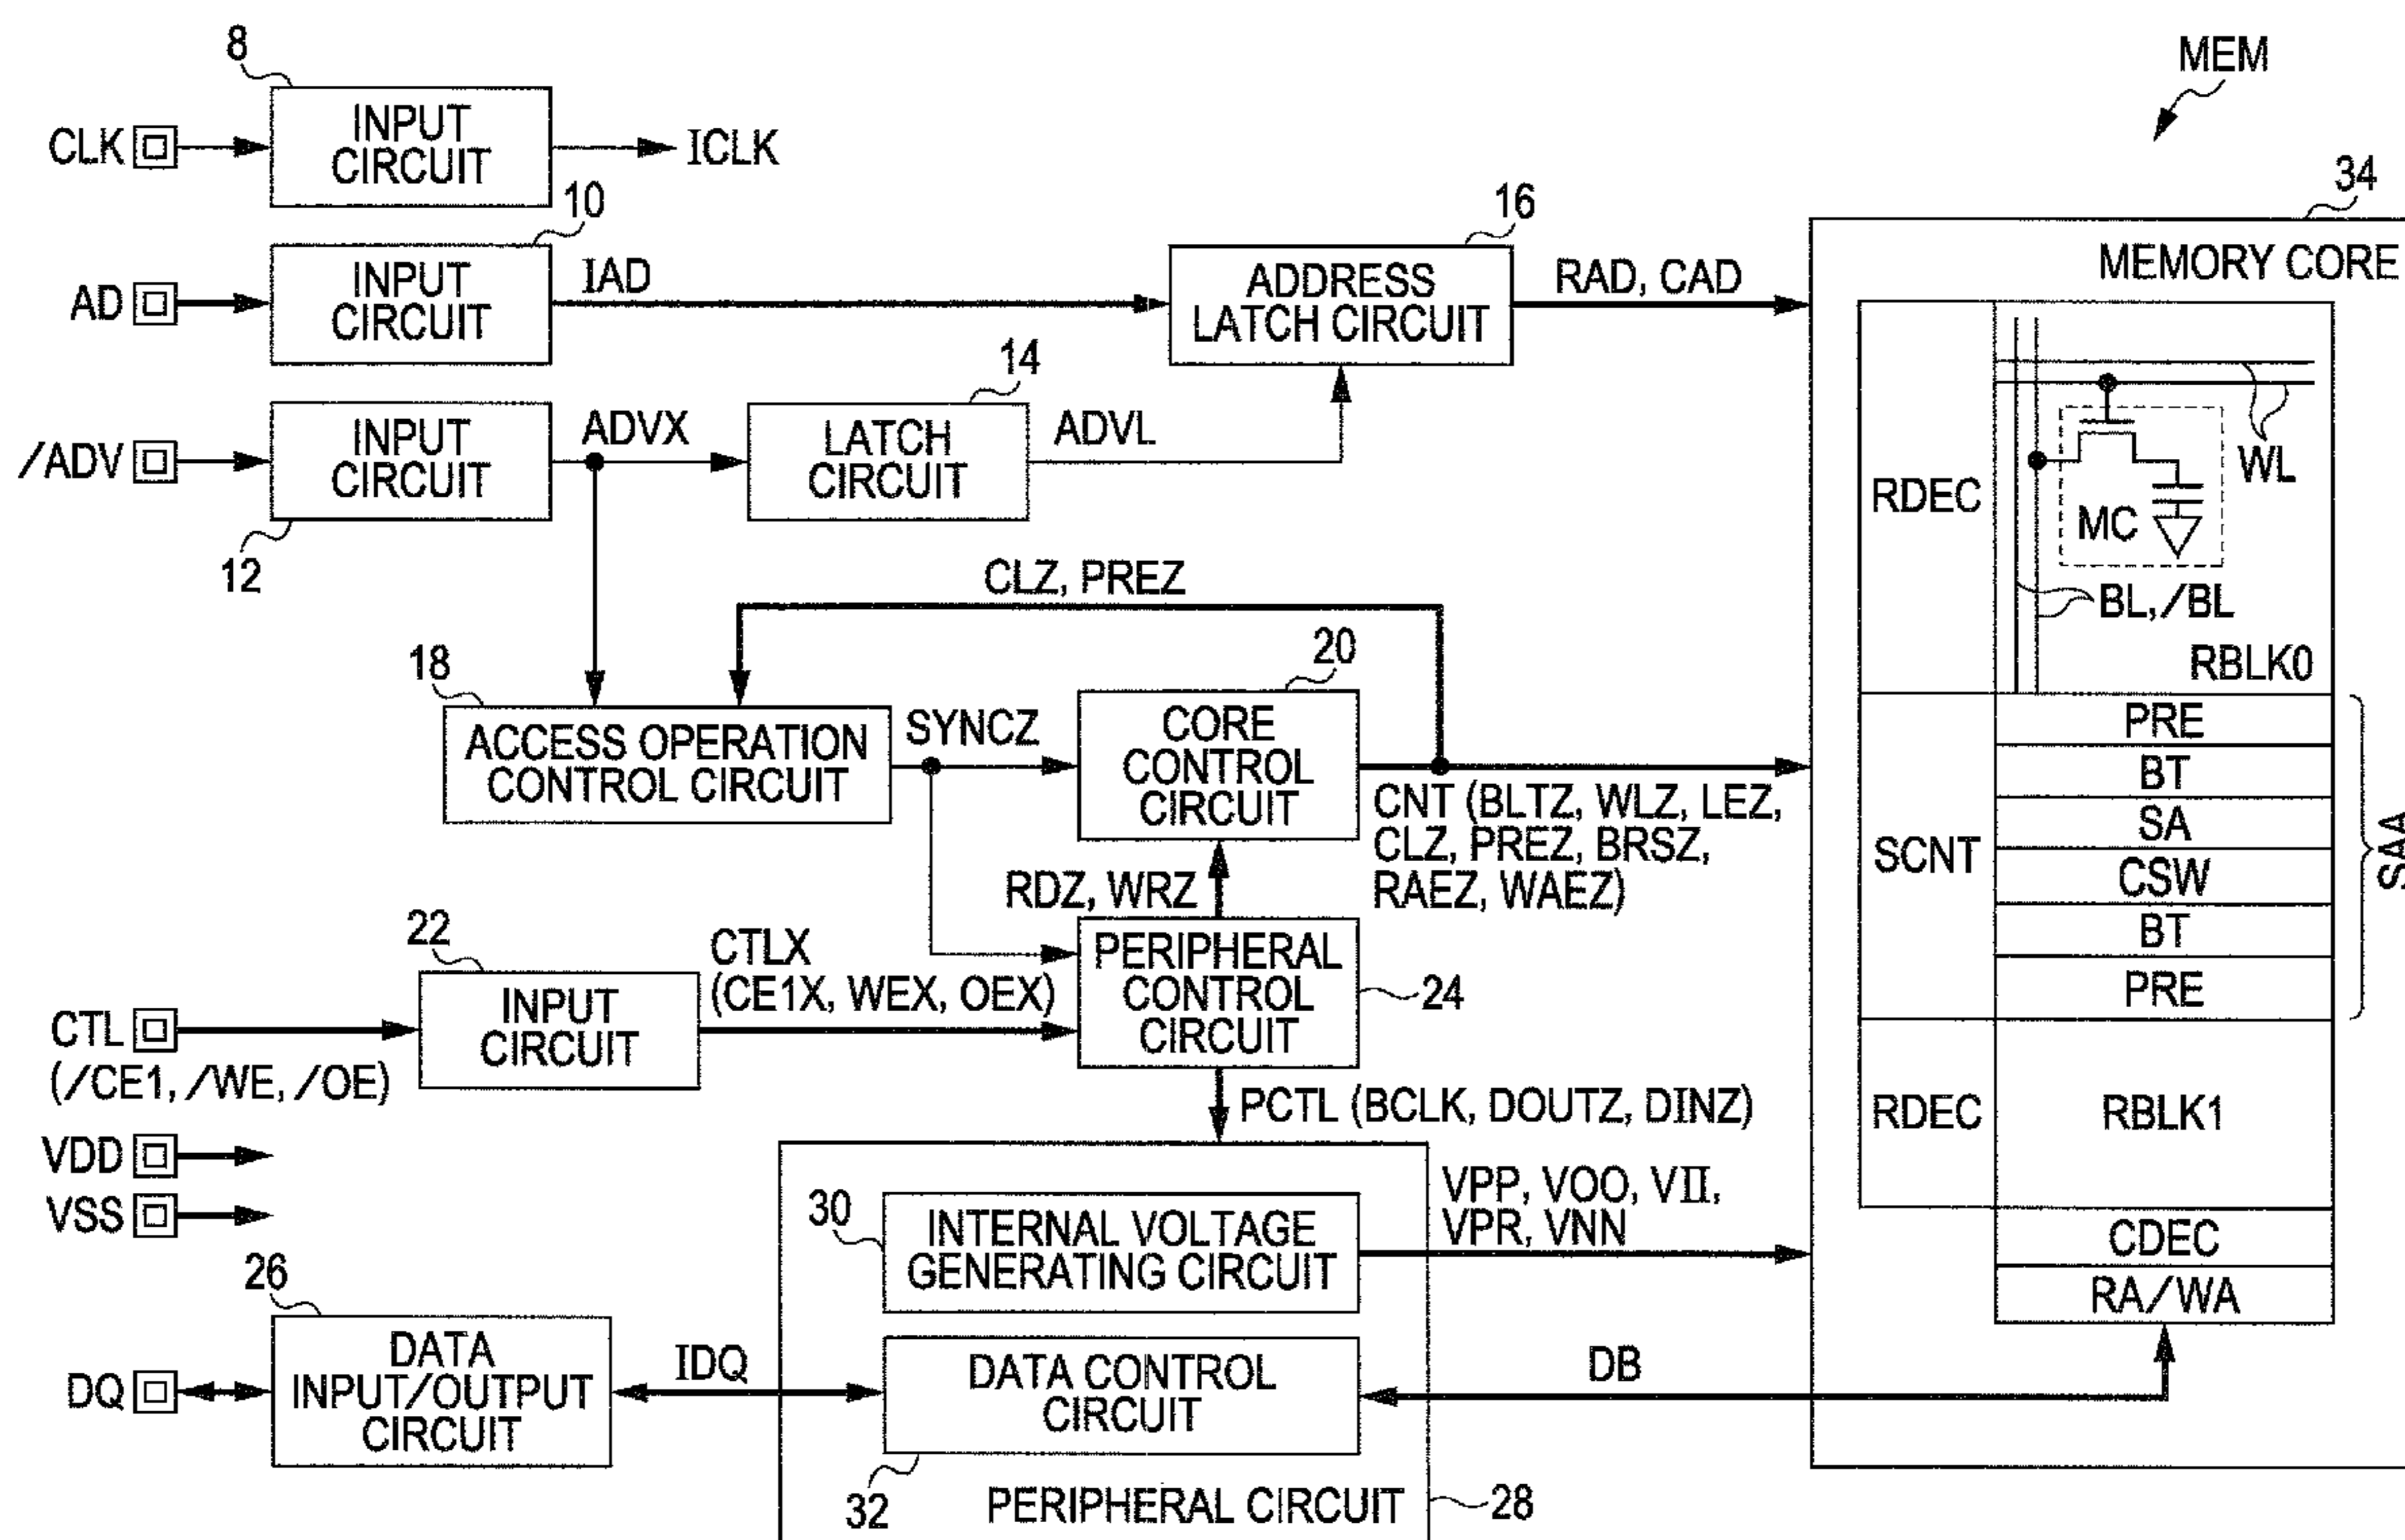 MEM
8
CLK
INPUT
CIRCUIT
ICLK
10
AD
INPUT
CIRCUIT
IAD
16
ADDRESS
LATCH CIRCUIT
RAD, CAD
34
MEMORY CORE
/ADV
INPUT
CIRCUIT
12
ADVX
14
LATCH
CIRCUIT
ADVL
RDEC
WL
MC
BL, /BL
RBLK0
CLZ, PREZ
18
ACCESS OPERATION
CONTROL CIRCUIT
SYNCZ
20
CORE
CONTROL
CIRCUIT
CNT (BLTZ, WLZ, LEZ,
CLZ, PREZ, BRSZ,
RAEZ, WAEZ)
SCNT
PRE
BT
SA
CSW
BT
PRE
SAA
RDZ, WRZ
22
INPUT
CIRCUIT
CTLX
(CE1X, WEX, OEX)
PERIPHERAL
CONTROL
CIRCUIT
24
CTL
(/CE1, /WE, /OE)
VDD
VSS
PCTL (BCLK, DOUTZ, DINZ)
RDEC
RBLK1
CDEC
RA/WA
30
INTERNAL VOLTAGE
GENERATING CIRCUIT
VPP, VOO, VII,
VPR, VNN
26
DQ
DATA
INPUT/OUTPUT
CIRCUIT
IDQ
DATA CONTROL
CIRCUIT
DB
32
PERIPHERAL CIRCUIT
28